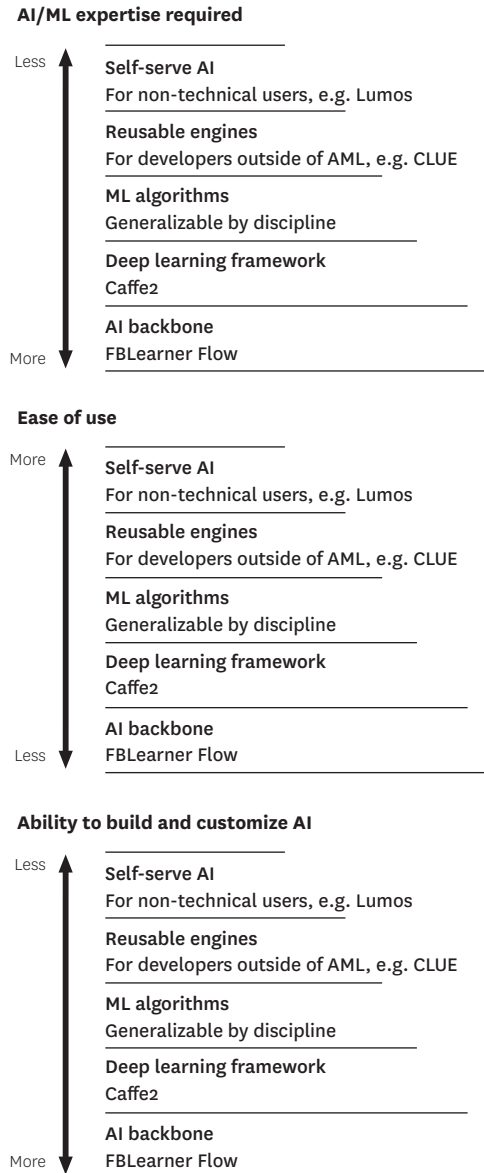 AI/ML expertise required
Less
Self-serve AI
For non-technical users, e.g. Lumos
Reusable engines
For developers outside of AML, e.g. CLUE
ML algorithms
Generalizable by discipline
Deep learning framework
Caffe2
AI backbone
More
FBLearner Flow
Ease of use
More
Self-serve AI
For non-technical users, e.g. Lumos
Reusable engines
For developers outside of AML, e.g. CLUE
ML algorithms
Generalizable by discipline
Deep learning framework
Caffe2
AI backbone
Less
FBLearner Flow
Ability to build and customize AI
Less
Self-serve AI
For non-technical users, e.g. Lumos
Reusable engines
For developers outside of AML, e.g. CLUE
ML algorithms
Generalizable by discipline
Deep learning framework
Caffe2
AI backbone
More
FBLearner Flow